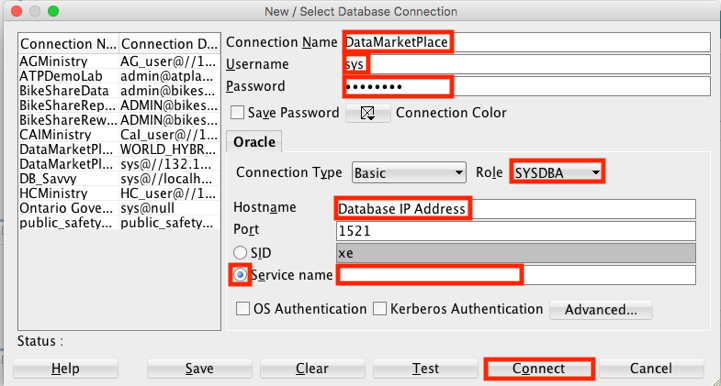 New / Select Database Connection
Connection N... Connection D...
AGMinistry AG_user@//1...
ATPDemoLab admin@atpla...
BikeShareData admin@bikes...
BikeShareRep... ADMIN@bikes...
BikeShareRew... ADMIN@bikes...
CAIMinistry Cal_user@//1...
DataMarketPl... WORLD_HYBR...
DataMarketPl... sys@//132.1...
DB_Savvy sys@//localh...
HCMinistry HC_user@//1...
Ontario Gove... sys@null
public_safety... public_safety...
Connection Name DataMarketPlace
Username sys
Password ••••••••
Save Password Connection Color
Oracle
Connection Type Basic Role SYSDBA
Hostname Database IP Address
Port 1521
SID xe
Service name
OS Authentication Kerberos Authentication Advanced...
Status :
Help Save Clear Test Connect Cancel